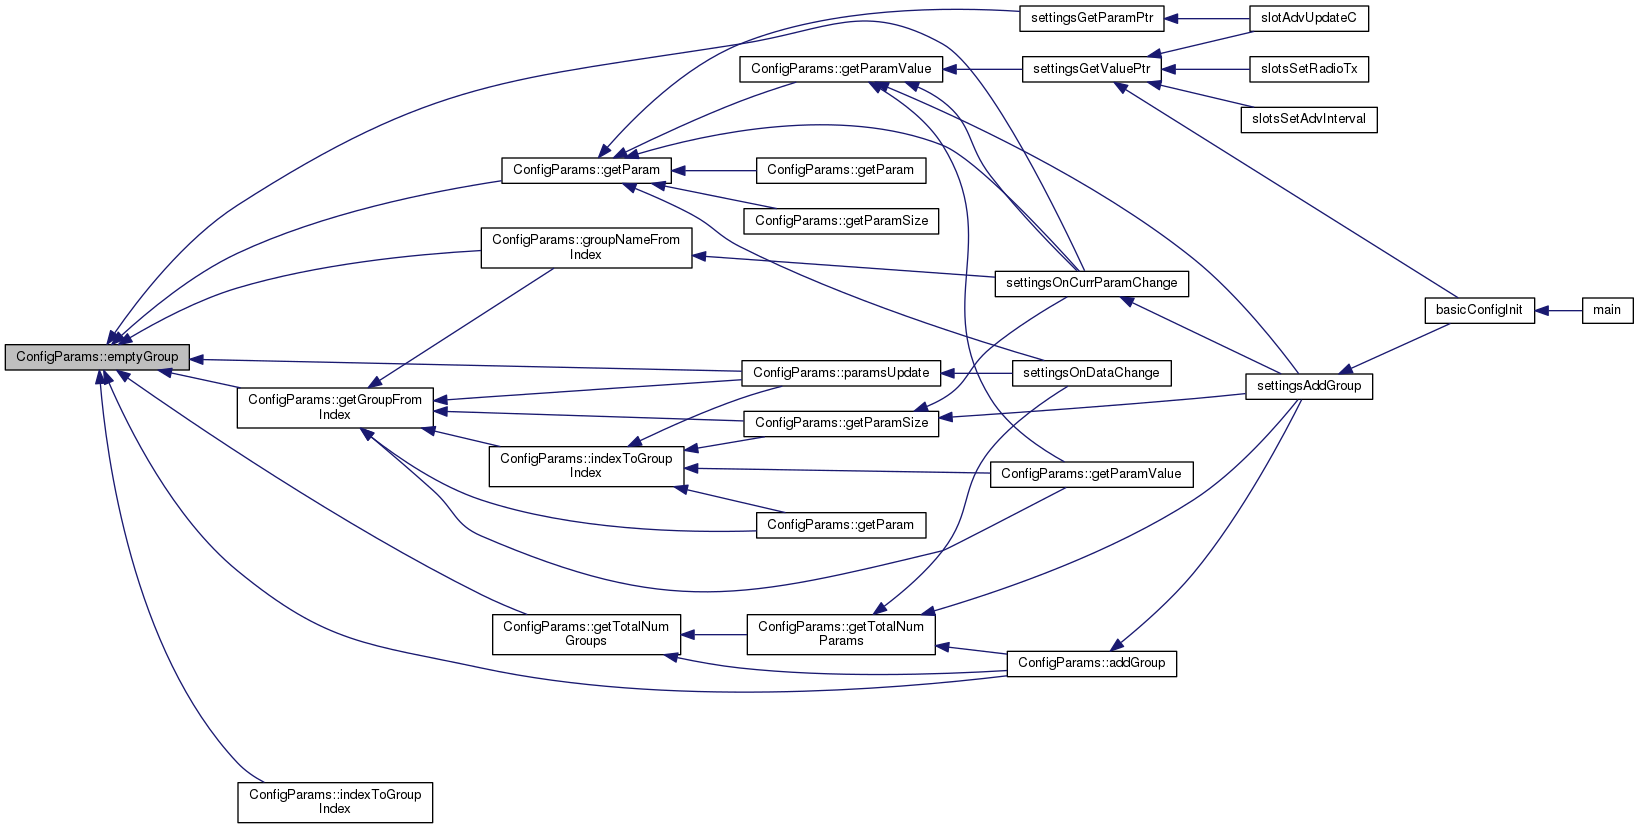 settingsGetParamPtr
slotAdvUpdateC
ConfigParams::getParamValue
settingsGetValuePtr
slotsSetRadioTx
slotsSetAdvInterval
ConfigParams::getParam
ConfigParams::getParam
ConfigParams::getParamSize
ConfigParams::groupNameFrom
Index
settingsOnCurrParamChange
basicConfigInit
main
ConfigParams::emptyGroup
ConfigParams::paramsUpdate
settingsOnDataChange
settingsAddGroup
ConfigParams::getGroupFrom
Index
ConfigParams::getParamSize
ConfigParams::indexToGroup
Index
ConfigParams::getParamValue
ConfigParams::getParam
ConfigParams::getTotalNum
Groups
ConfigParams::getTotalNum
Params
ConfigParams::addGroup
ConfigParams::indexToGroup
Index